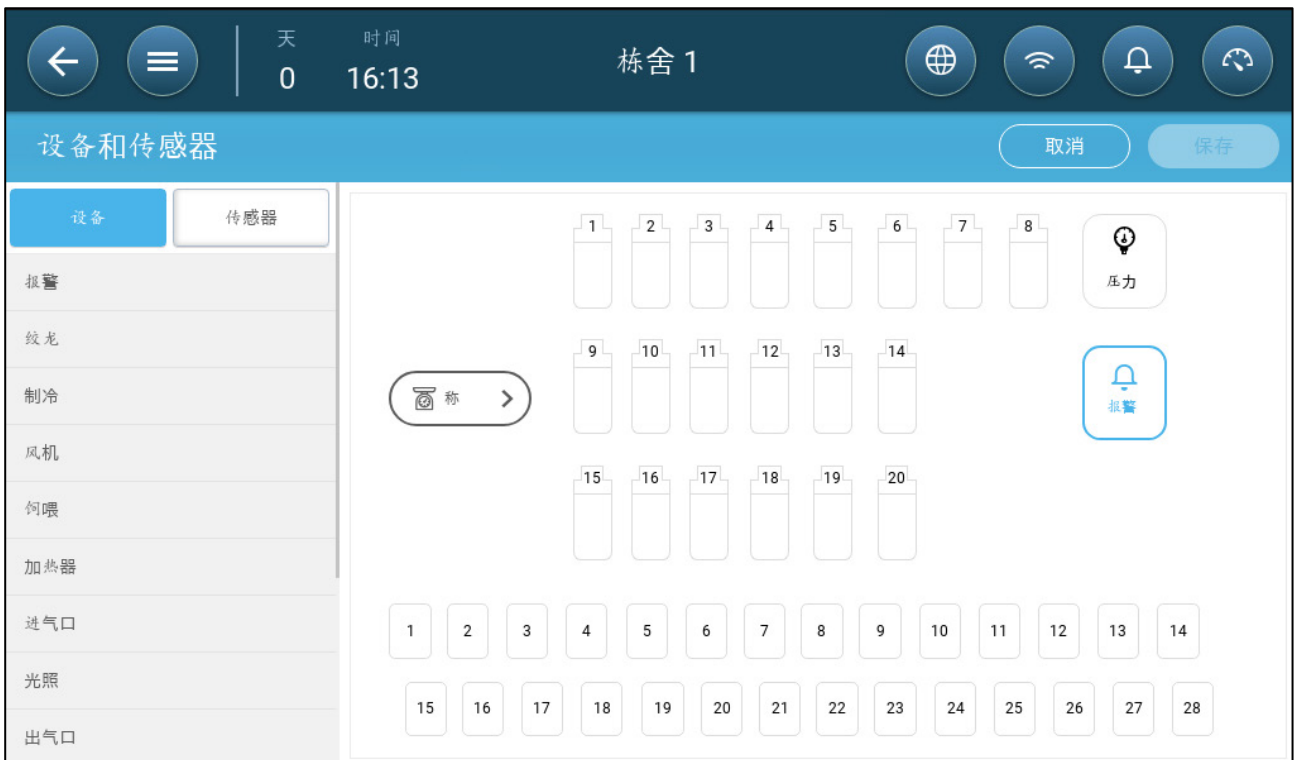 天 时间
0 16:13 栋舍 1
设备和传感器 取消 保存
设备 传感器
报警
绞龙
制冷
风机
饲喂
加热器
进气口
光照
出气口
1 2 3 4 5 6 7 8
压力
9 10 11 12 13 14
称
报警
15 16 17 18 19 20
1 2 3 4 5 6 7 8 9 10 11 12 13 14
15 16 17 18 19 20 21 22 23 24 25 26 27 28